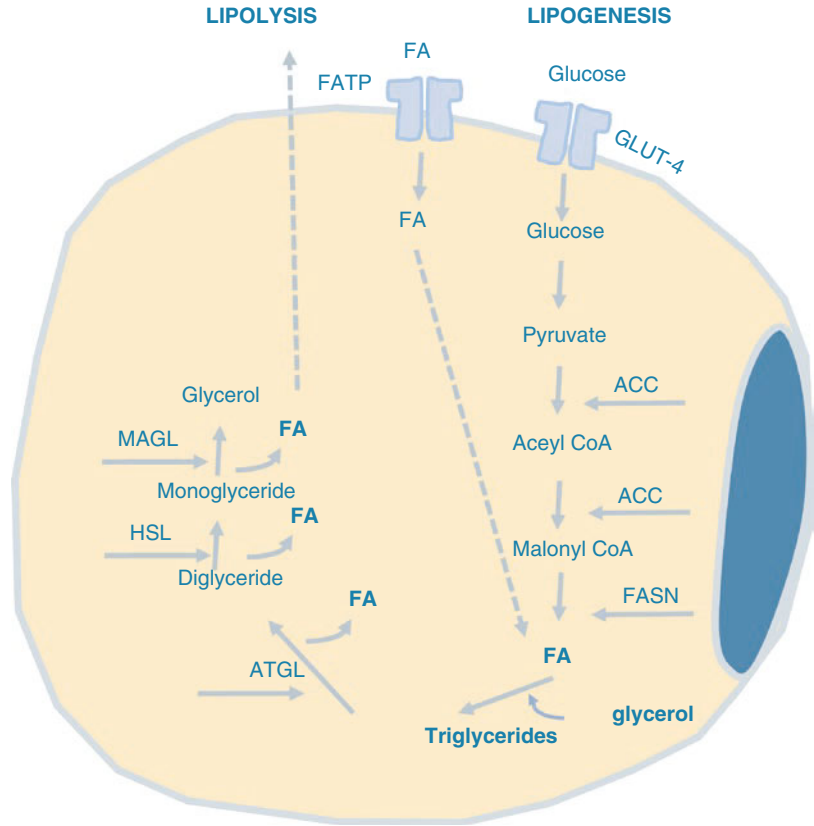 LIPOLYSIS
LIPOGENESIS
FA
FATP
Glucose
GLUT-4
FA
Glucose
Pyruvate
ACC
Glycerol
FA
MAGL
Aceyl CoA
Monoglyceride
ACC
FA
HSL
Malonyl CoA
Diglyceride
FASN
FA
FA
ATGL
glycerol
Triglycerides